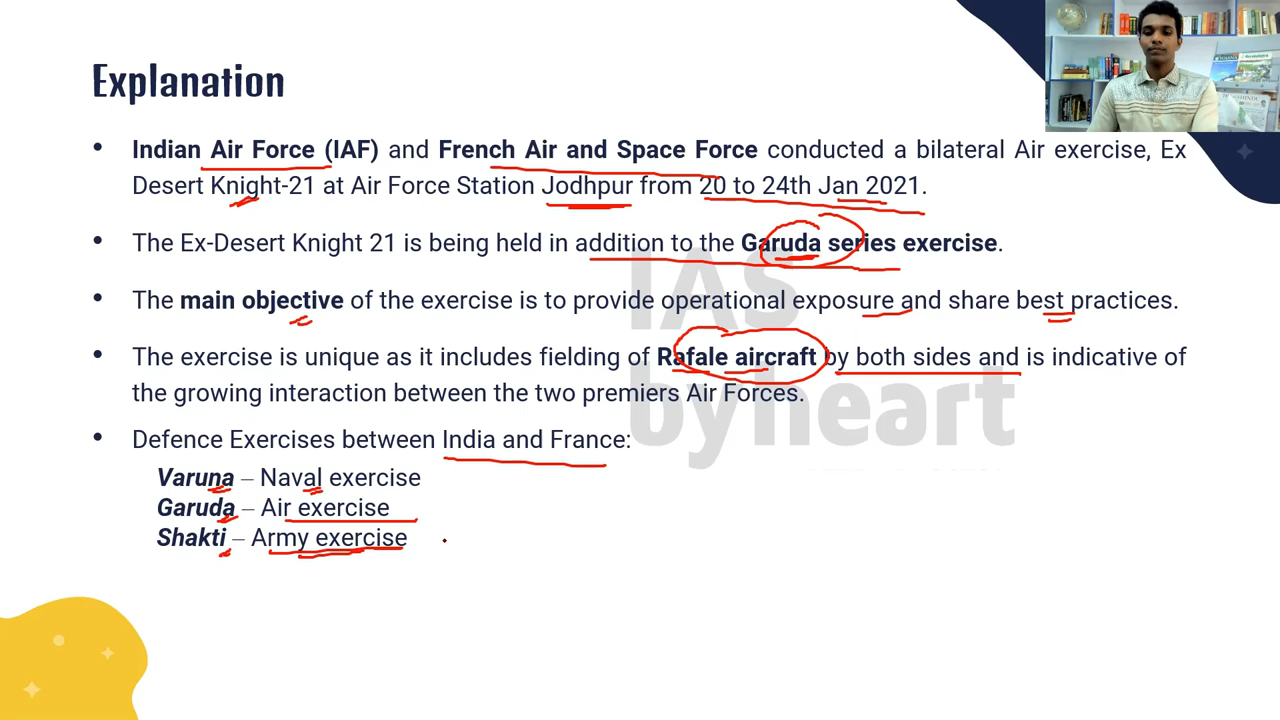 Explanation
• Indian Air Force (IAF) and French Air and Space Force conducted a bilateral Air exercise, Ex
Desert Knight-21 at Air Force Station Jodhpur from 20 to 24th Jan 2021.
• The Ex-Desert Knight 21 is being held in addition to the Garuda series exercise.
• The main objective of the exercise is to provide operational exposure and share best practices.
• The exercise is unique as it includes fielding of Rafale aircraft by both sides and is indicative of
the growing interaction between the two premiers Air Forces.
• Defence Exercises between India and France:
Varuna – Naval exercise
Garuda – Air exercise
Shakti – Army exercise
IAS
byheart